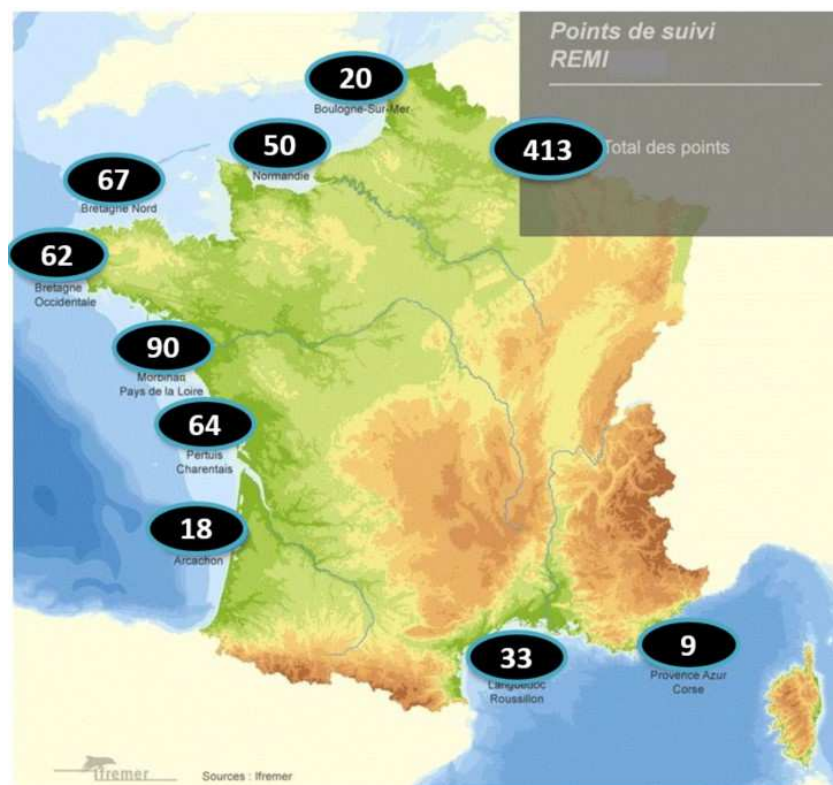 Points de suivi
REMI
413
Total des points
20
Boulogne-Sur-Mer
50
Normandie
67
Bretagne Nord
62
Bretagne
Occidentale
90
Morbihan
Pays de la Loire
64
Pertuis
Charentais
18
Arcachon
33
Languedoc
Roussillon
9
Provence Azur
Corse
ifremer
Sources : Ifremer